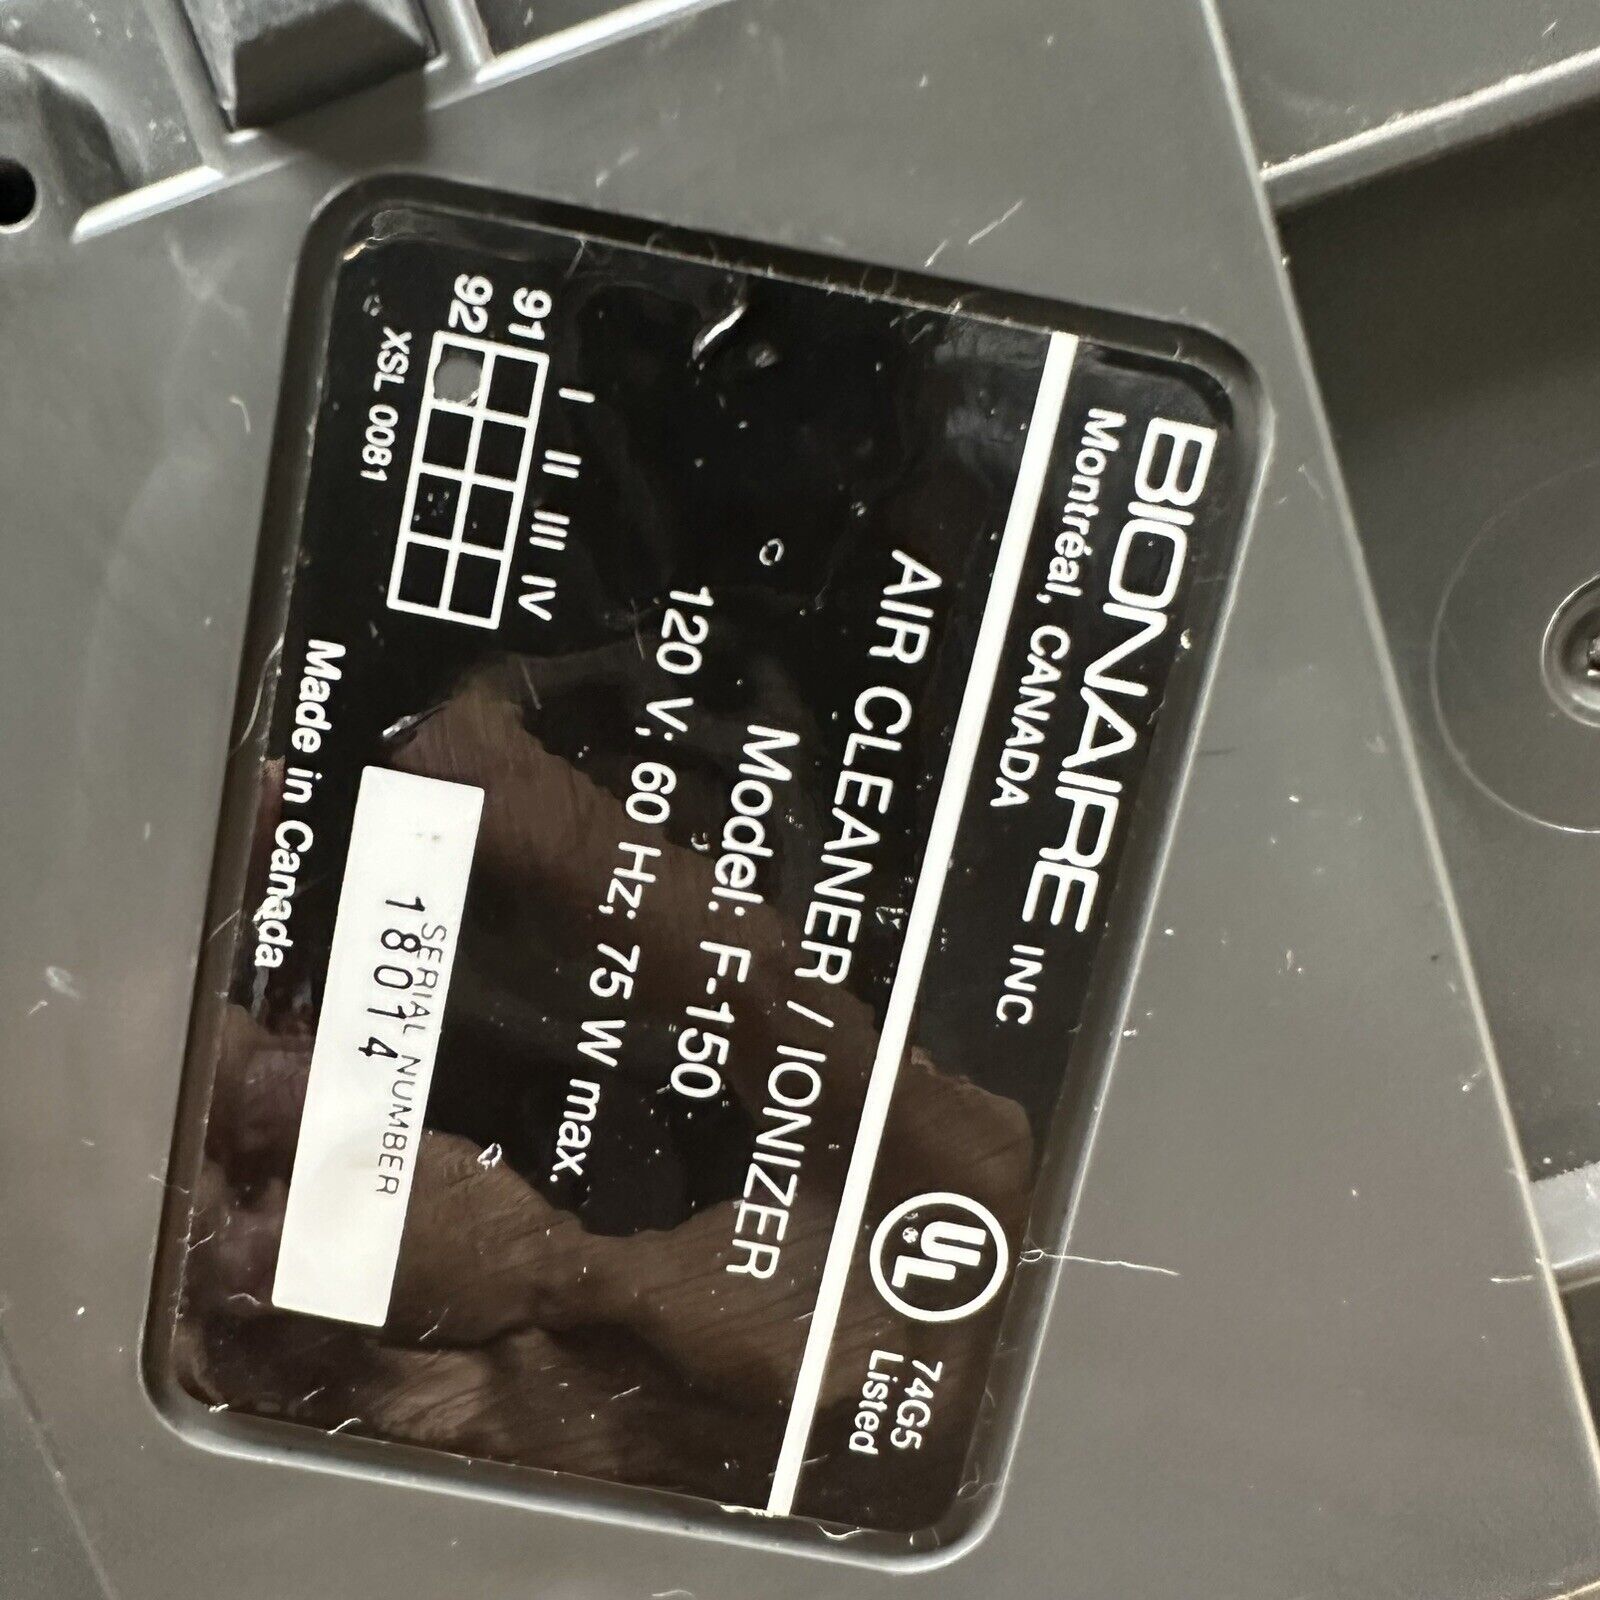 BIONAIRE INC
Montréal, CANADA
UL
74G5
Listed
AIR CLEANER / IONIZER
Model: F-150
120 V; 60 Hz; 75 W max.
I II III IV
91
92
XSL 0081
SERIAL NUMBER
18014
Made in Canada